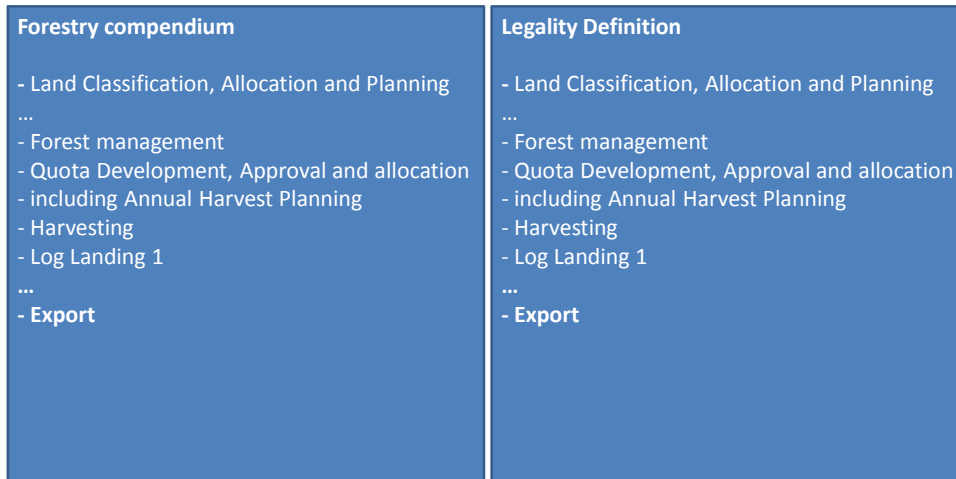 Forestry compendium
- Land Classification, Allocation and Planning
...
- Forest management
- Quota Development, Approval and allocation
- including Annual Harvest Planning
- Harvesting
- Log Landing 1
...
- Export
Legality Definition
- Land Classification, Allocation and Planning
...
- Forest management
- Quota Development, Approval and allocation
- including Annual Harvest Planning
- Harvesting
- Log Landing 1
...
- Export